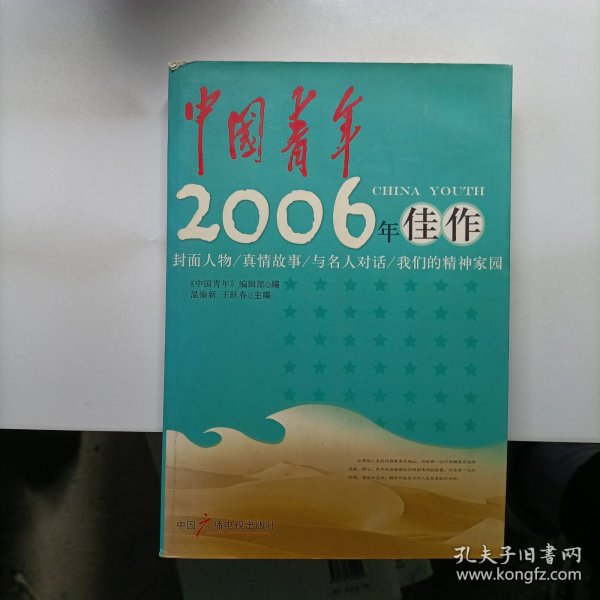 中國青年
CHINA YOUTH
2006年佳作
封面人物/真情故事/与名人对话/我们的精神家园
《中国青年》编辑部◎编
温愉新 王跃春◎主编
中国广播电视出版社
孔夫子旧书网
www.kongfz.com